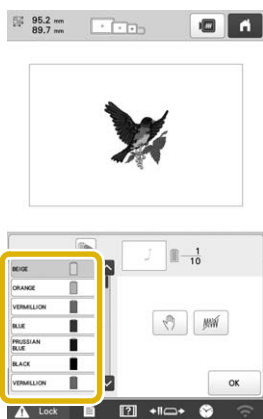 95.2 mm
89.7 mm
1
10
BEIGE
ORANGE
VERMILLION
BLUE
PRUSSIAN
BLUE
BLACK
VERMILLION
OK
Lock